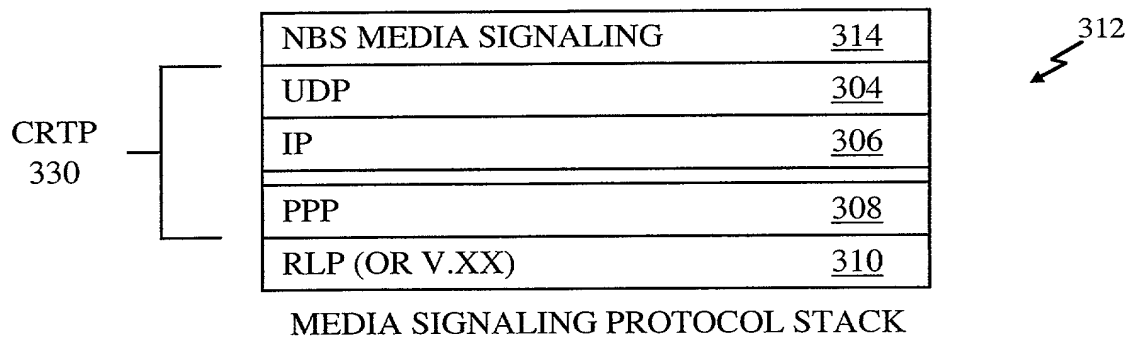 NBS MEDIA SIGNALING 314
312
UDP 304
CRTP
330
IP 306
PPP 308
RLP (OR V.XX) 310
MEDIA SIGNALING PROTOCOL STACK